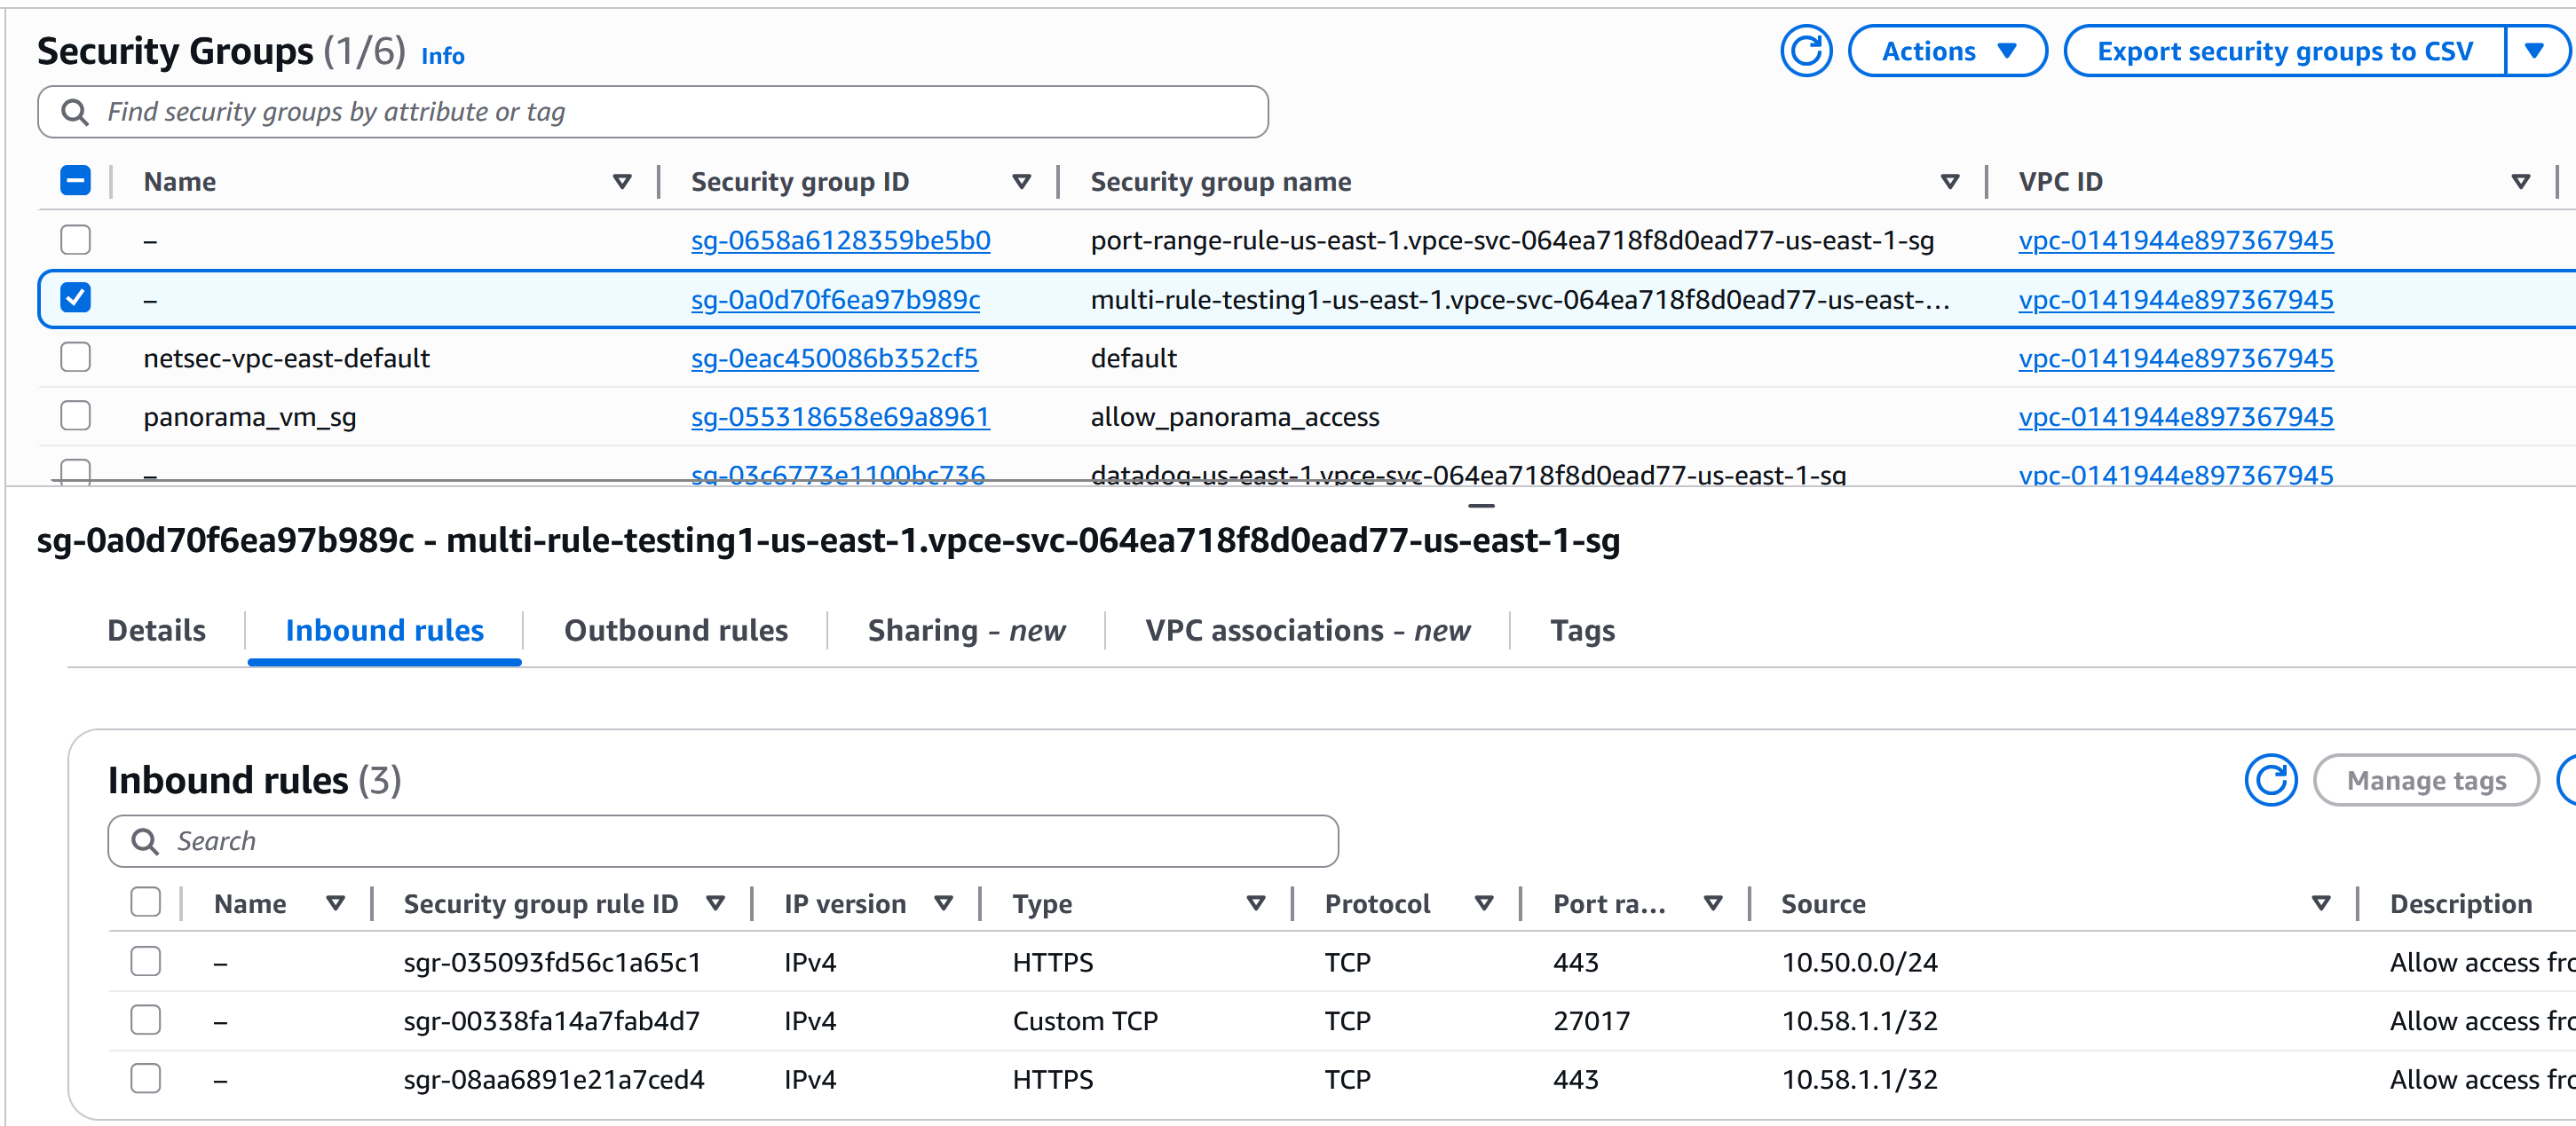 Security Groups (1/6) Info
Actions
Export security groups to CSV
Find security groups by attribute or tag
Name Security group ID Security group name VPC ID
– sg-0658a6128359be5b0 port-range-rule-us-east-1.vpce-svc-064ea718f8d0ead77-us-east-1-sg vpc-0141944e897367945
– sg-0a0d70f6ea97b989c multi-rule-testing1-us-east-1.vpce-svc-064ea718f8d0ead77-us-east-... vpc-0141944e897367945
netsec-vpc-east-default sg-0eac450086b352cf5 default vpc-0141944e897367945
panorama_vm_sg sg-055318658e69a8961 allow_panorama_access vpc-0141944e897367945
– sg-03c6773e1100bc736 datadog-us-east-1.vpce-svc-064ea718f8d0ead77-us-east-1-sg vpc-0141944e897367945
sg-0a0d70f6ea97b989c - multi-rule-testing1-us-east-1.vpce-svc-064ea718f8d0ead77-us-east-1-sg
Details Inbound rules Outbound rules Sharing - new VPC associations - new Tags
Inbound rules (3)
Manage tags
Search
Name Security group rule ID IP version Type Protocol Port ra... Source Description
– sgr-035093fd56c1a65c1 IPv4 HTTPS TCP 443 10.50.0.0/24 Allow access fro
– sgr-00338fa14a7fab4d7 IPv4 Custom TCP TCP 27017 10.58.1.1/32 Allow access fro
– sgr-08aa6891e21a7ced4 IPv4 HTTPS TCP 443 10.58.1.1/32 Allow access fro